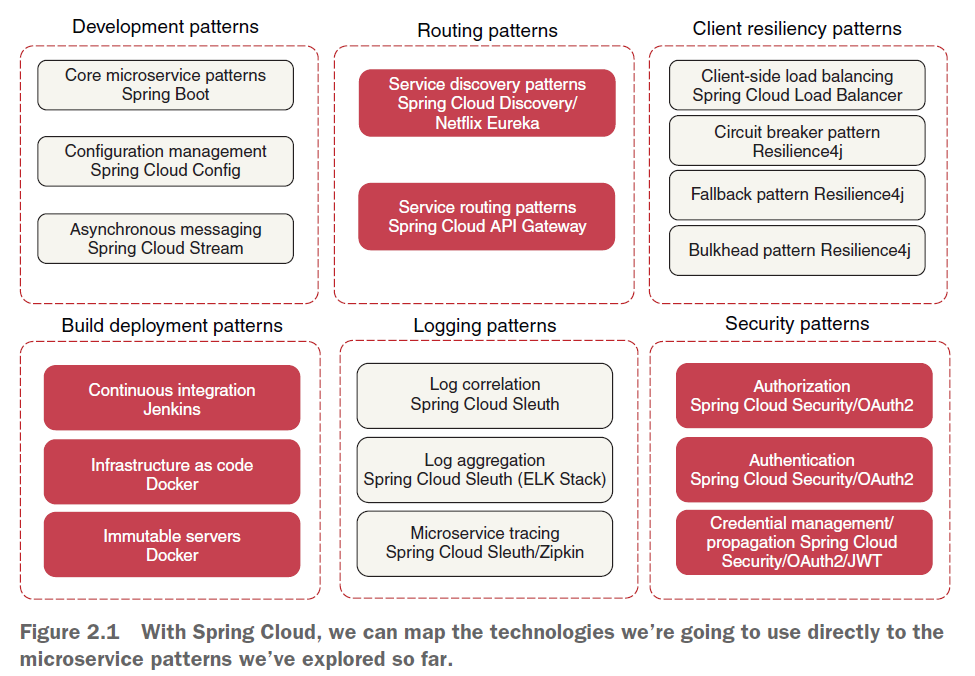 Development patterns
Core microservice patterns
Spring Boot
Configuration management
Spring Cloud Config
Asynchronous messaging
Spring Cloud Stream
Routing patterns
Service discovery patterns
Spring Cloud Discovery/
Netflix Eureka
Service routing patterns
Spring Cloud API Gateway
Client resiliency patterns
Client-side load balancing
Spring Cloud Load Balancer
Circuit breaker pattern
Resilience4j
Fallback pattern Resilience4j
Bulkhead pattern Resilience4j
Build deployment patterns
Continuous integration
Jenkins
Infrastructure as code
Docker
Immutable servers
Docker
Logging patterns
Log correlation
Spring Cloud Sleuth
Log aggregation
Spring Cloud Sleuth (ELK Stack)
Microservice tracing
Spring Cloud Sleuth/Zipkin
Security patterns
Authorization
Spring Cloud Security/OAuth2
Authentication
Spring Cloud Security/OAuth2
Credential management/
propagation Spring Cloud
Security/OAuth2/JWT
Figure 2.1 With Spring Cloud, we can map the technologies we're going to use directly to the
microservice patterns we've explored so far.